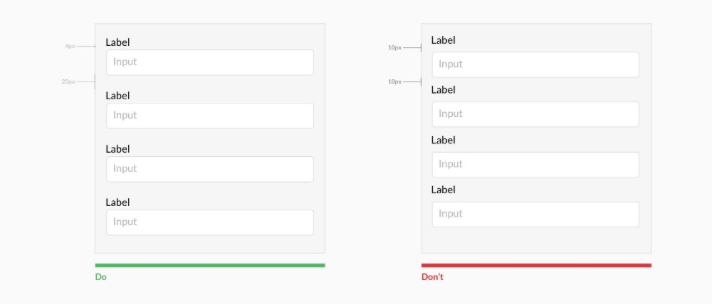 Label
4px
Input
20px
Label
Input
Label
Input
Label
Input
Do
Label
10px
Input
10px
Label
Input
Label
Input
Label
Input
Don't